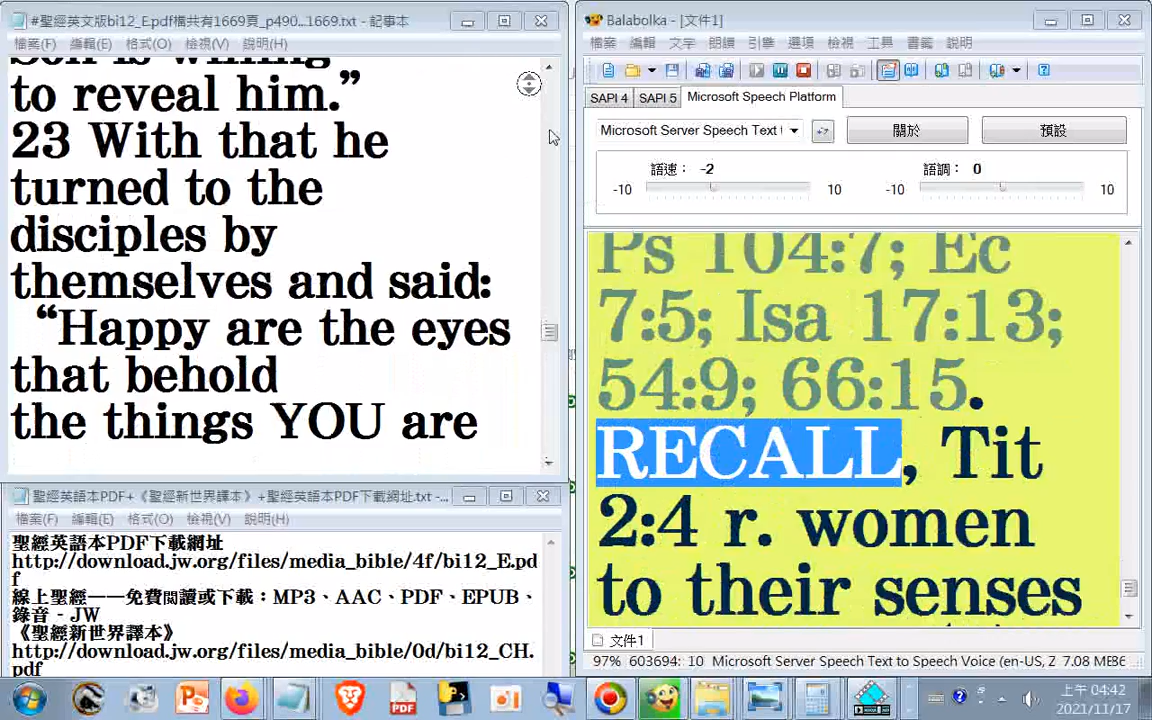 #聖經英文版bi12_E.pdf檔共有1669頁_p490...1669.txt - 記事本
檔案(F) 編輯(E) 格式(O) 檢視(V) 說明(H)
Son is willing
to reveal him.”
23 With that he
turned to the
disciples by
themselves and said:
“Happy are the eyes
that behold
the things YOU are
聖經英語本PDF+《聖經新世界譯本》+聖經英語本PDF下載網址.txt -...
檔案(F) 編輯(E) 格式(O) 檢視(V) 說明(H)
聖經英語本PDF下載網址
http://download.jw.org/files/media_bible/4f/bi12_E.pd
f
線上聖經——免費閱讀或下載：MP3、AAC、PDF、EPUB、
錄音 - JW
《聖經新世界譯本》
http://download.jw.org/files/media_bible/0d/bi12_CH.
pdf
Balabolka - [文件1]
檔案 編輯 文字 朗讀 引擎 選項 檢視 工具 書籤 說明
SAPI 4 SAPI 5 Microsoft Speech Platform
Microsoft Server Speech Text t 關於 預設
語速： -2 語調： 0
-10 10 -10 10
Ps 104:7; Ec
7:5; Isa 17:13;
54:9; 66:15.
RECALL, Tit
2:4 r. women
to their senses
文件1
97% 603694: 10 Microsoft Server Speech Text to Speech Voice (en-US, Z 7.08 MБ
上午 04:42
2021/11/17